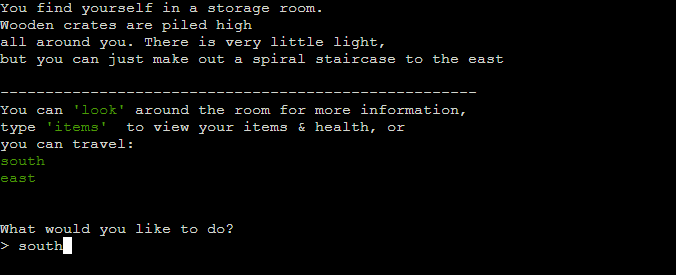 You find yourself in a storage room.
Wooden crates are piled high
all around you. There is very little light,
but you can just make out a spiral staircase to the east
-----------------------------------------------------
You can 'look' around the room for more information,
type 'items'  to view your items & health, or
you can travel:
south
east
What would you like to do?
> south